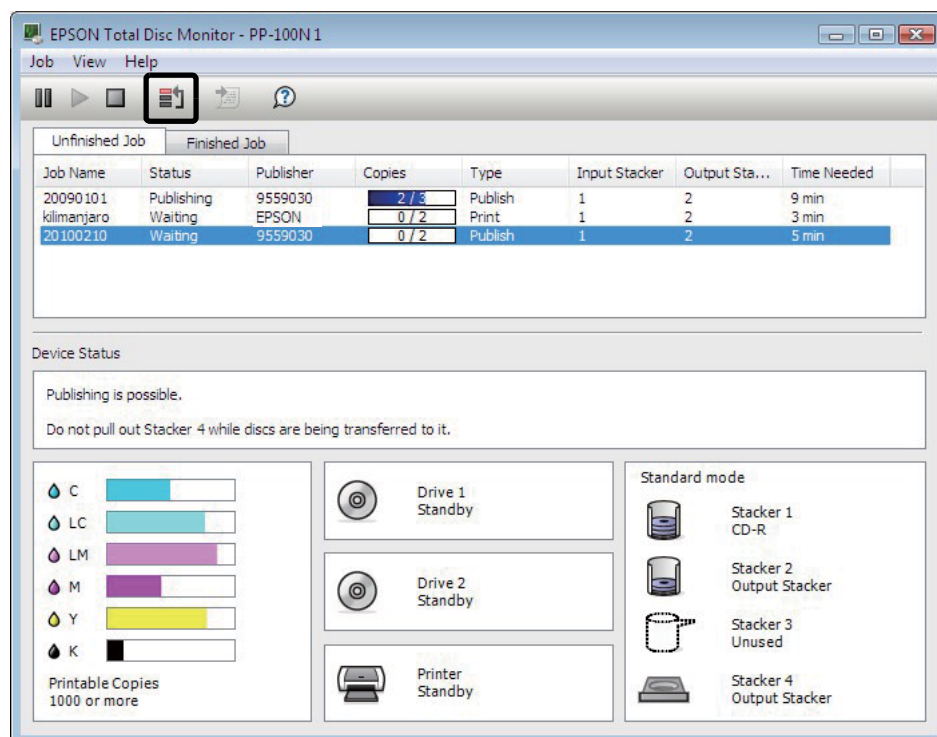 EPSON Total Disc Monitor - PP-100N 1
Job View Help
Unfinished Job Finished Job
Job Name Status Publisher Copies Type Input Stacker Output Sta... Time Needed
20090101 Publishing 9559030 2 / 3 Publish 1 2 9 min
kilimanjaro Waiting EPSON 0 / 2 Print 1 2 3 min
20100210 Waiting 9559030 0 / 2 Publish 1 2 5 min
Device Status
Publishing is possible.
Do not pull out Stacker 4 while discs are being transferred to it.
C
LC
LM
M
Y
K
Printable Copies
1000 or more
Drive 1
Standby
Drive 2
Standby
Printer
Standby
Standard mode
Stacker 1
CD-R
Stacker 2
Output Stacker
Stacker 3
Unused
Stacker 4
Output Stacker